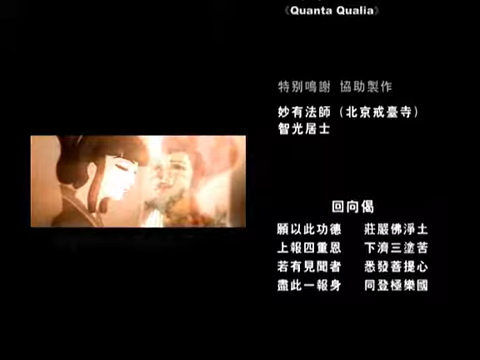 《Quanta Qualia》
特別鳴謝 協助製作
妙有法師（北京戒臺寺）
智光居士
回向偈
願以此功德 莊嚴佛淨土
上報四重恩 下濟三塗苦
若有見聞者 悉發菩提心
盡此一報身 同登極樂國